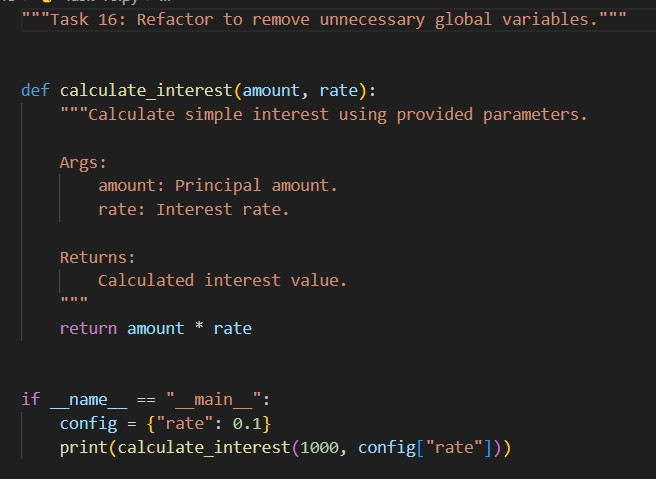 """Task 16: Refactor to remove unnecessary global variables."""
def calculate_interest(amount, rate):
    """Calculate simple interest using provided parameters.
    Args:
        amount: Principal amount.
        rate: Interest rate.
    Returns:
        Calculated interest value.
    """
    return amount * rate
if __name__ == "__main__":
    config = {"rate": 0.1}
    print(calculate_interest(1000, config["rate"]))